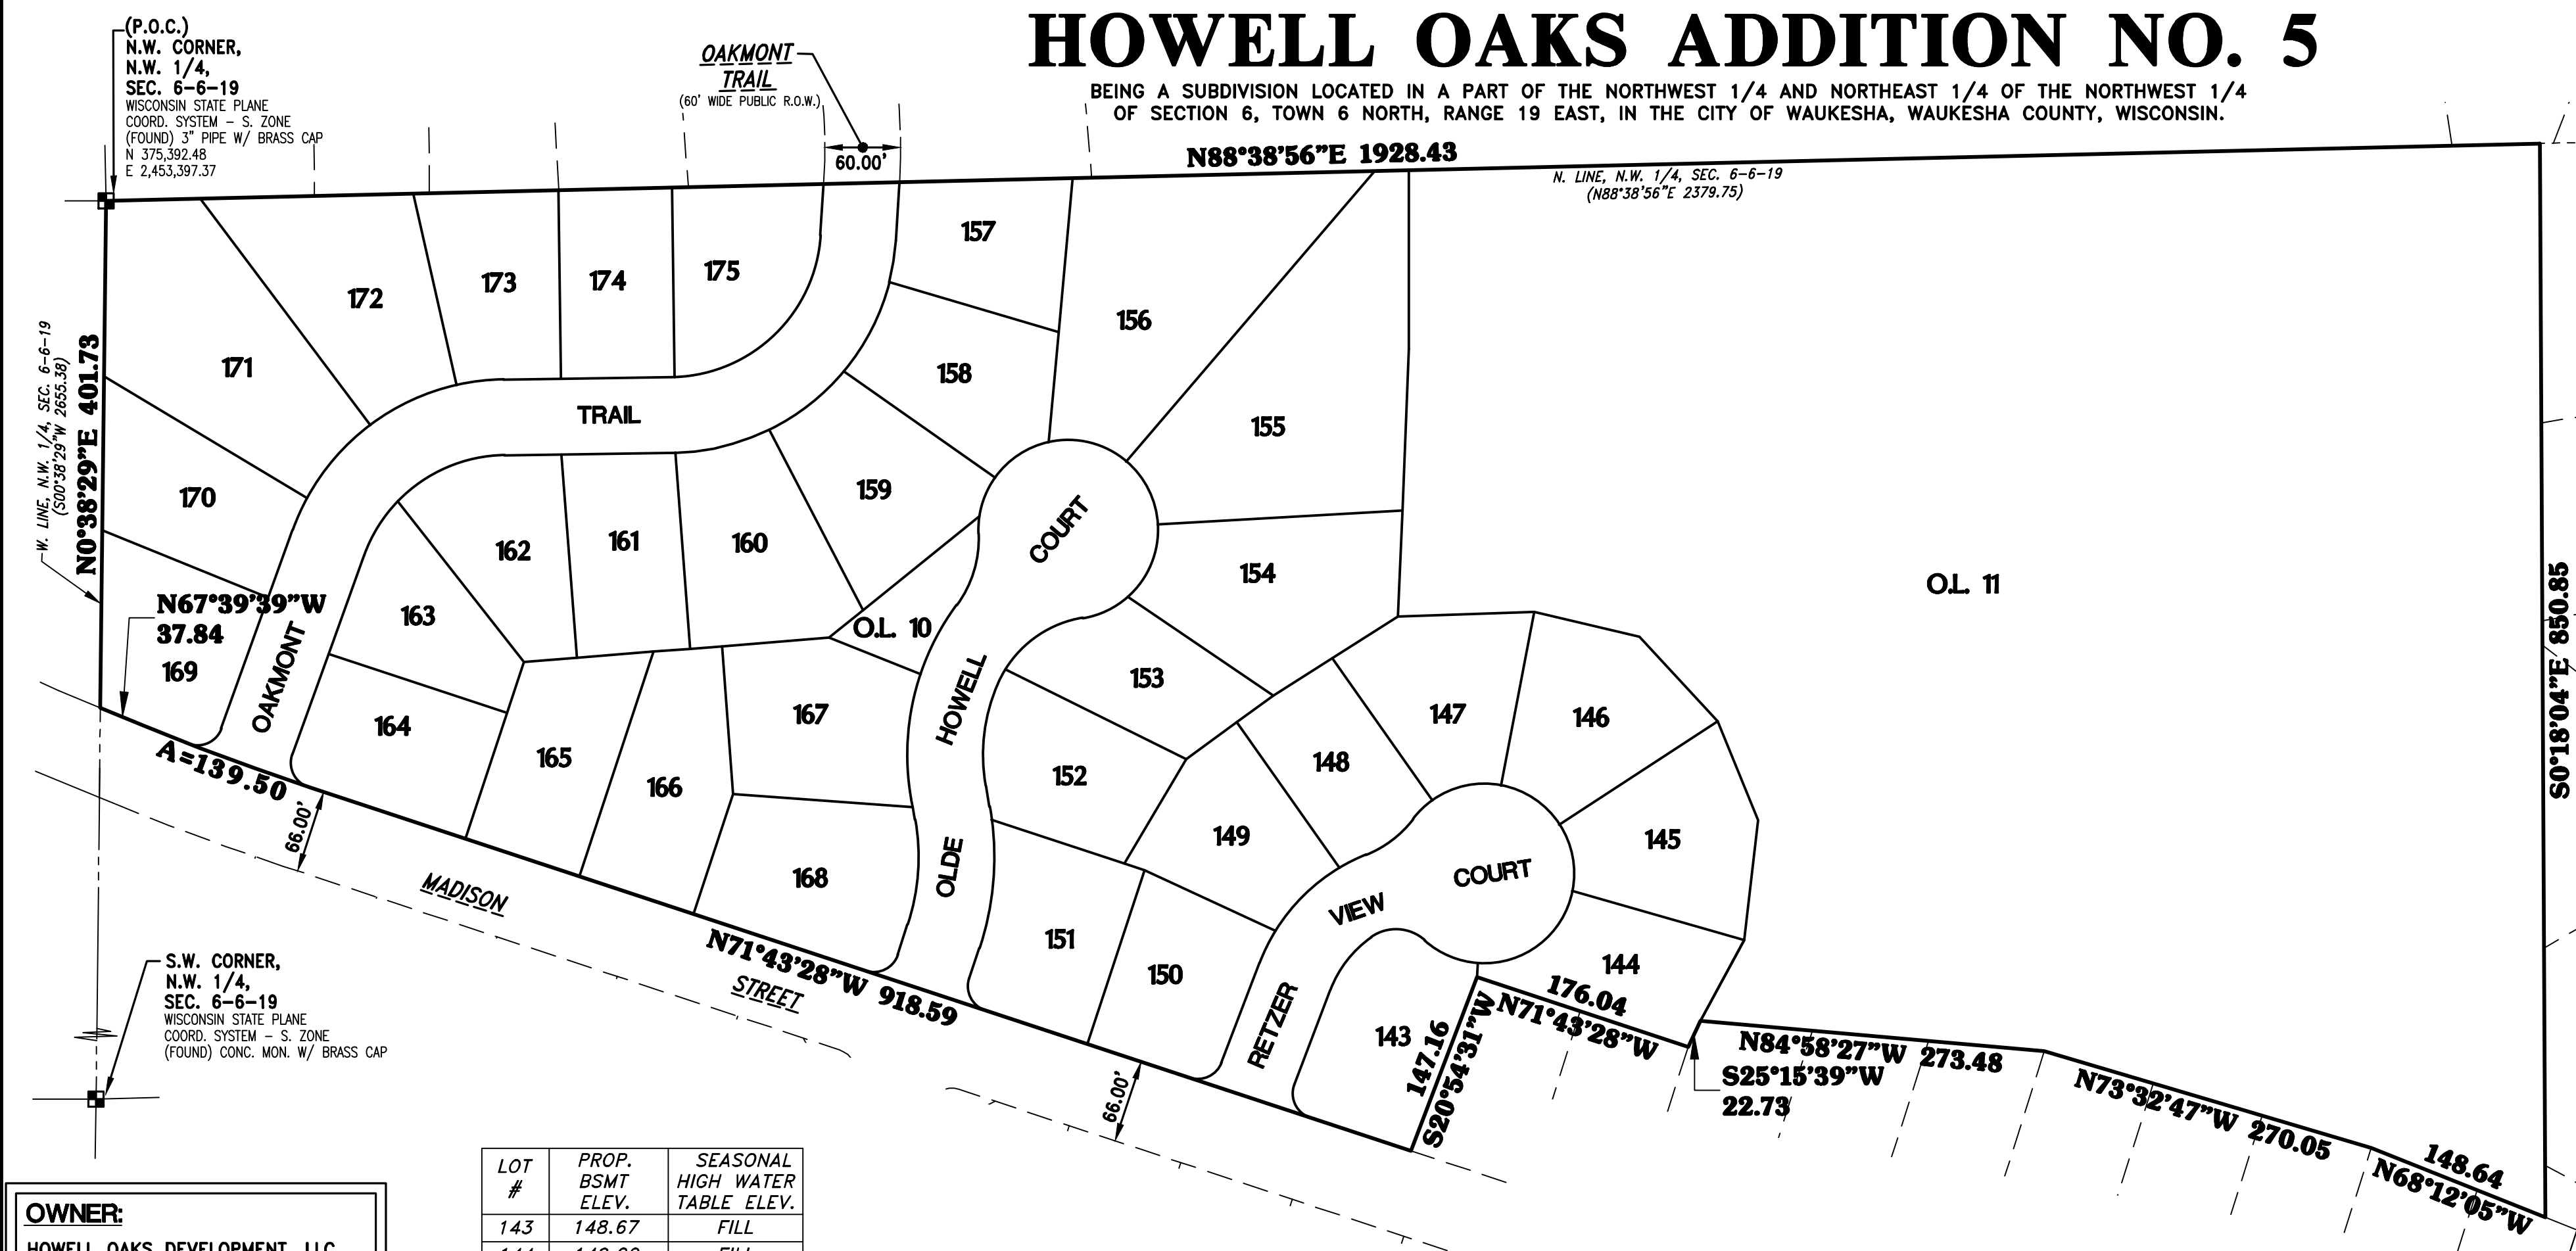 HOWELL OAKS ADDITION NO. 5
BEING A SUBDIVISION LOCATED IN A PART OF THE NORTHWEST 1/4 AND NORTHEAST 1/4 OF THE NORTHWEST 1/4
OF SECTION 6, TOWN 6 NORTH, RANGE 19 EAST, IN THE CITY OF WAUKESHA, WAUKESHA COUNTY, WISCONSIN.
(P.O.C.)
N.W. CORNER,
N.W. 1/4,
SEC. 6-6-19
WISCONSIN STATE PLANE
COORD. SYSTEM - S. ZONE
(FOUND) 3" PIPE W/ BRASS CAP
N 375,392.48
E 2,453,397.37
OAKMONT
TRAIL
(60' WIDE PUBLIC R.O.W.)
60.00'
N88°38'56"E 1928.43
N. LINE, N.W. 1/4, SEC. 6-6-19
(N88°38'56"E 2379.75)
W. LINE, N.W. 1/4, SEC. 6-6-19
(S00°38'29"W 2655.38)
N0°38'29"E 401.73
171
172
173
174
175
157
156
158
155
TRAIL
170
162
161
160
159
COURT
154
O.L. 11
S0°18'04"E 850.85
N67°39'39"W
37.84
169
OAKMONT
163
164
O.L. 10
HOWELL
153
165
166
167
152
147
146
148
149
145
A=139.50
66.00'
168
OLDE
VIEW
COURT
MADISON
STREET
N71°43'28"W 918.59
151
150
RETZER
143
144
176.04
N71°43'28"W
147.16
S20°54'31"W
N84°58'27"W 273.48
S25°15'39"W
22.73
N73°32'47"W 270.05
148.64
N68°12'05"W
66.00'
S.W. CORNER,
N.W. 1/4,
SEC. 6-6-19
WISCONSIN STATE PLANE
COORD. SYSTEM - S. ZONE
(FOUND) CONC. MON. W/ BRASS CAP
OWNER:
HOWELL OAKS DEVELOPMENT, LLC
LOT # PROP. BSMT ELEV. SEASONAL HIGH WATER TABLE ELEV.
143 148.67 FILL